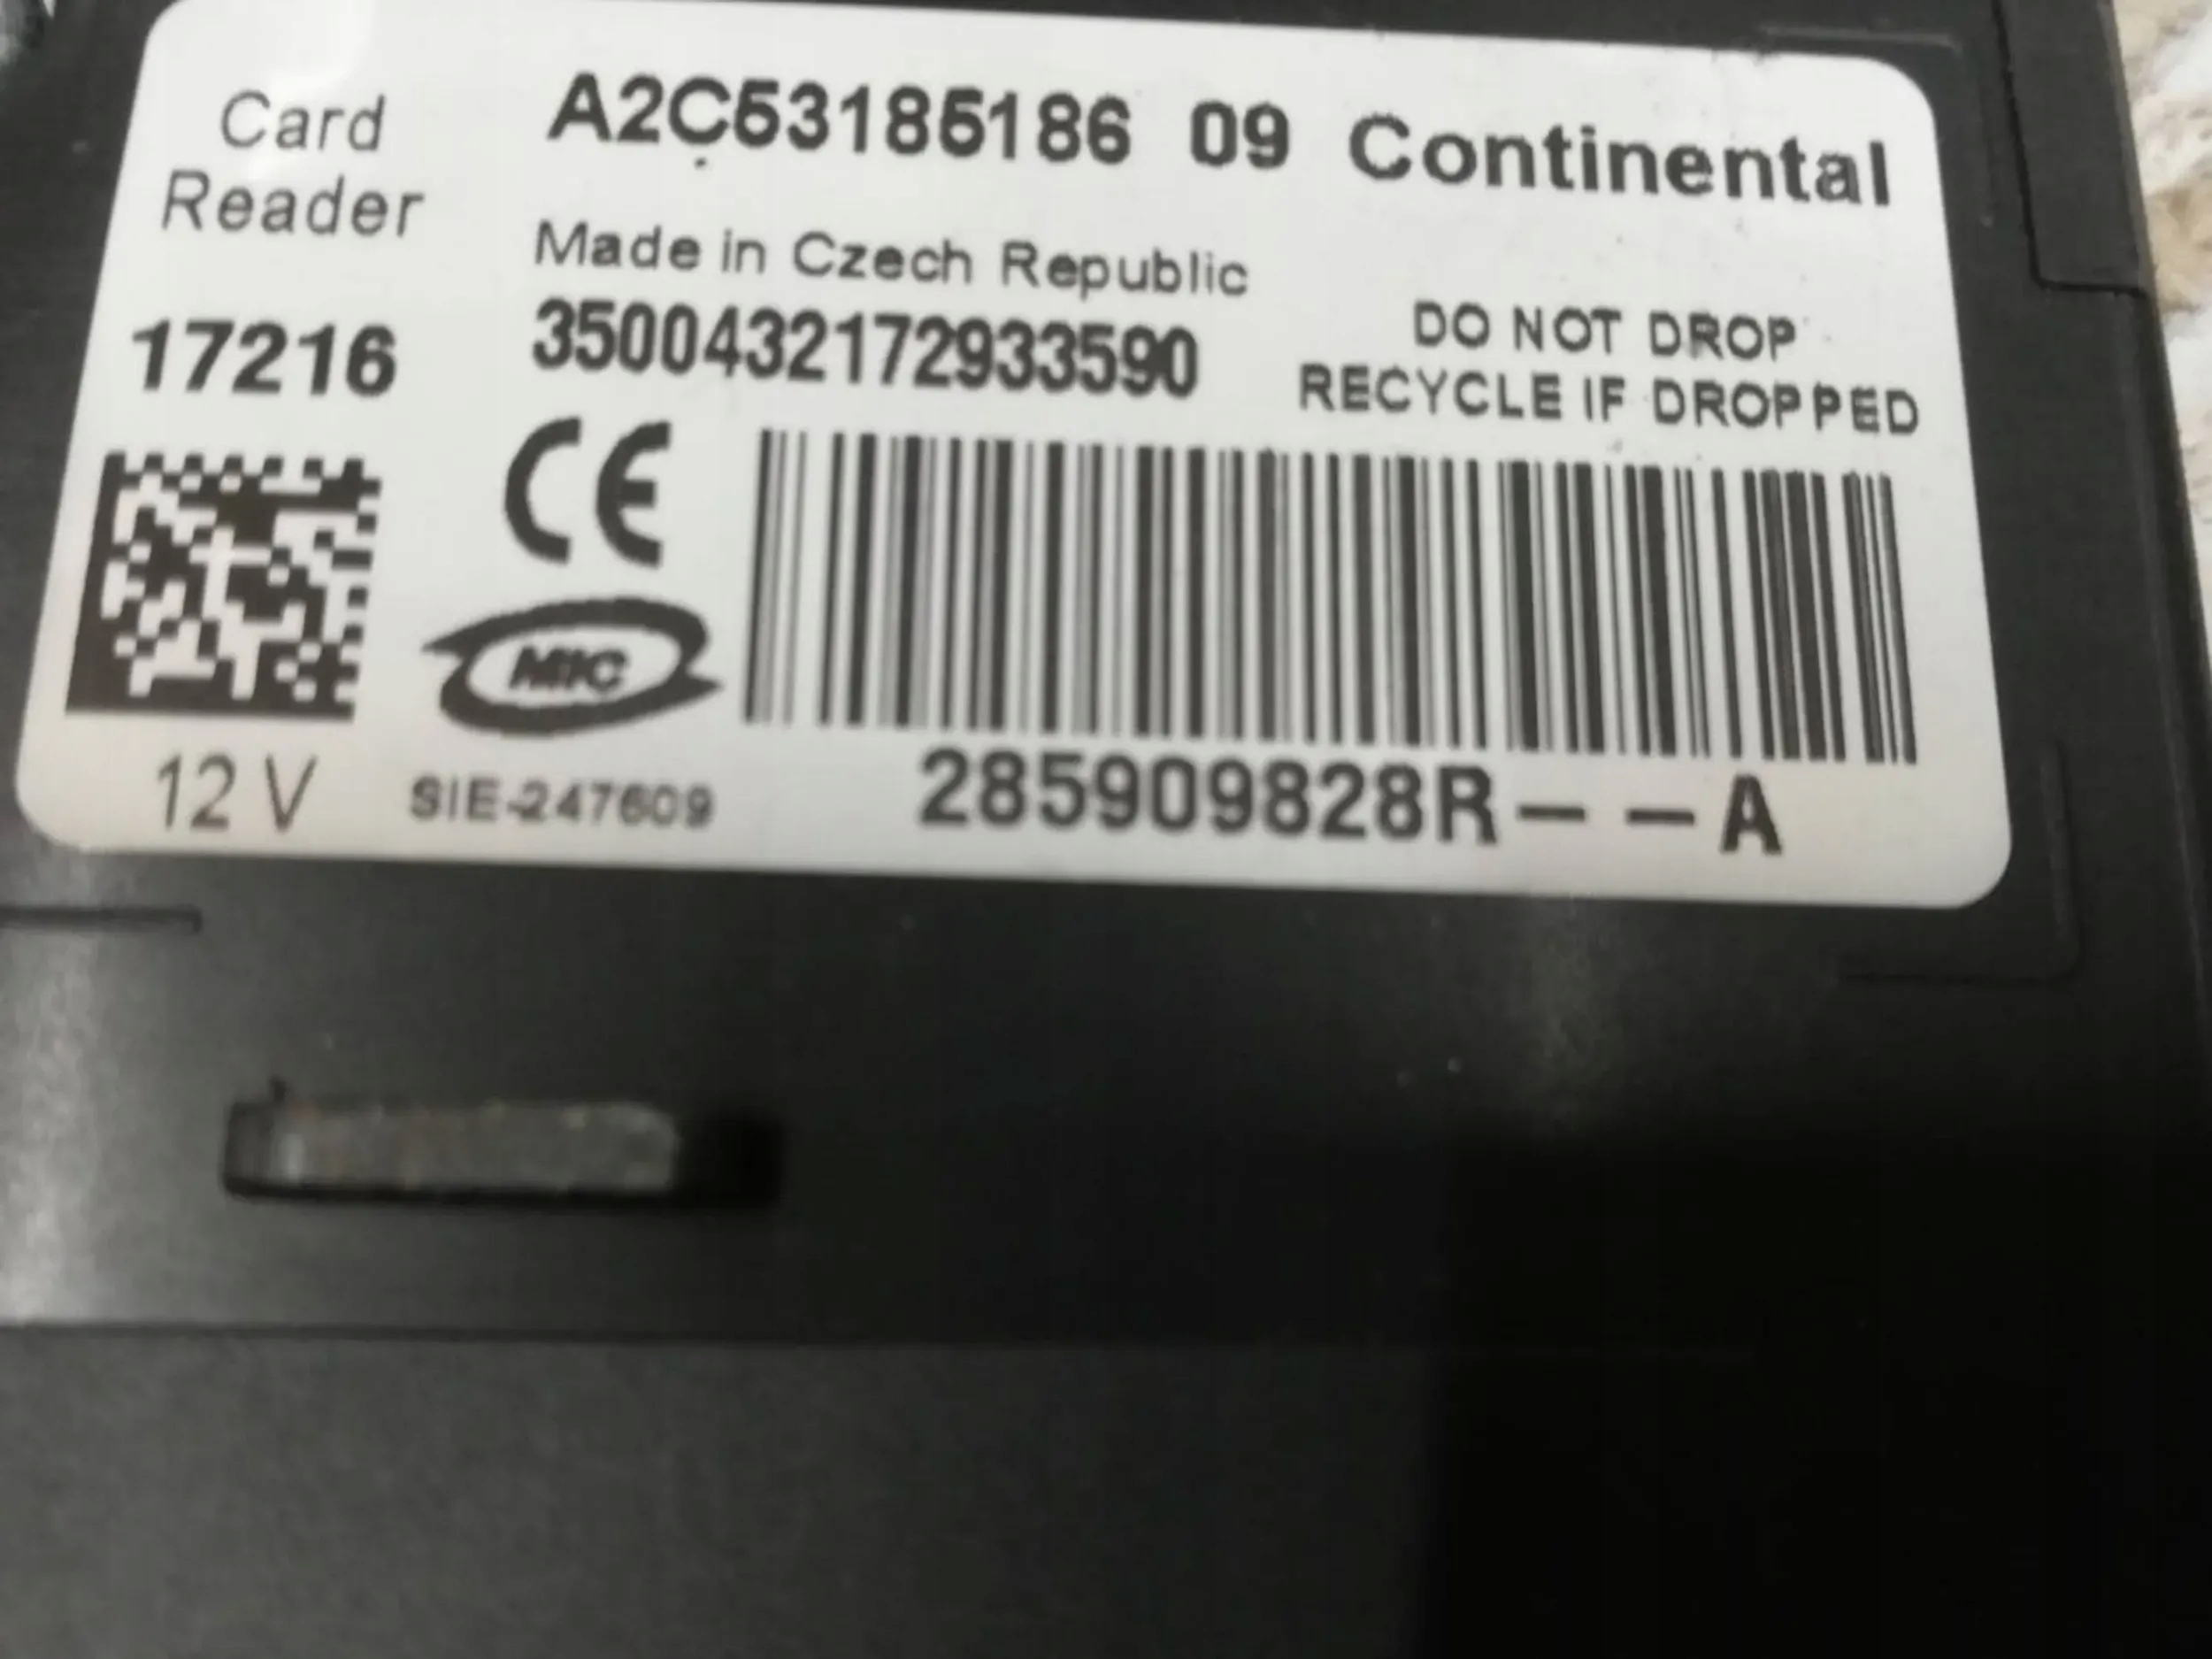 Card
Reader
A2C53185186 09 Continental
Made in Czech Republic
17216
3500432172933590
DO NOT DROP
RECYCLE IF DROPPED
CE
MIC
12 V
SIE-247609
285909828R--A